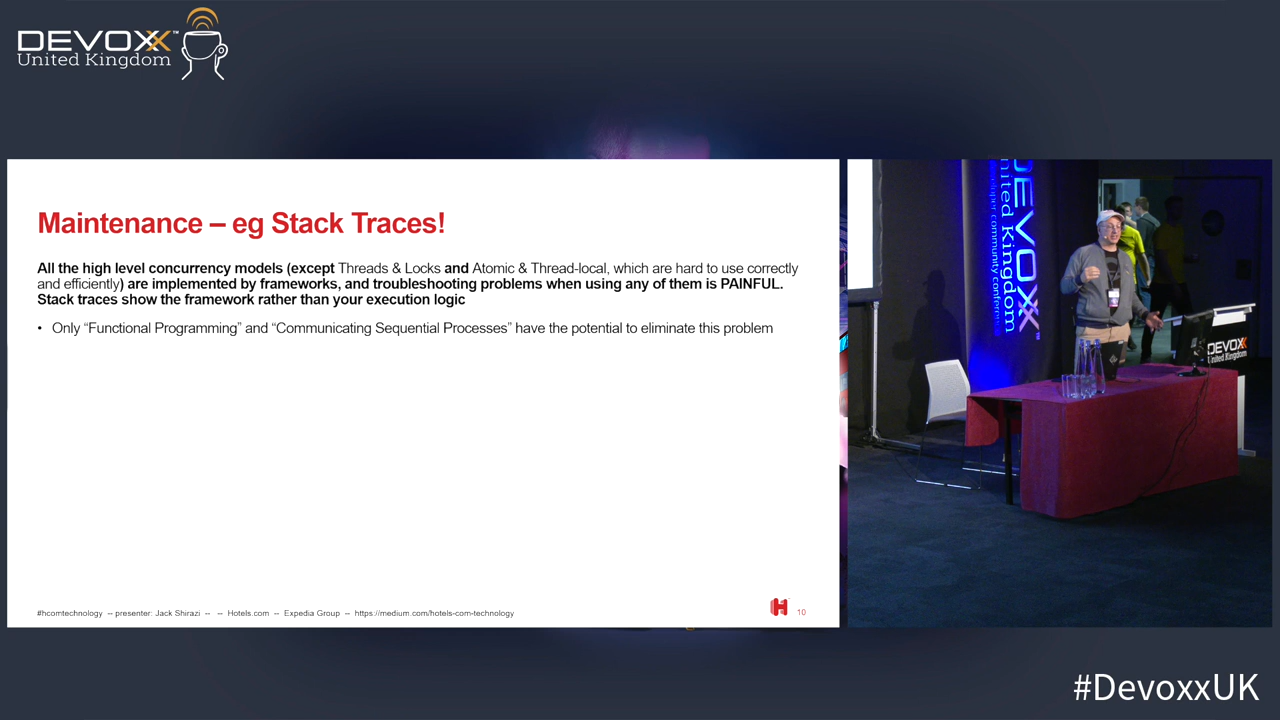 DEVOXX™
United Kingdom
Maintenance – eg Stack Traces!
All the high level concurrency models (except Threads & Locks and Atomic & Thread-local, which are hard to use correctly
and efficiently) are implemented by frameworks, and troubleshooting problems when using any of them is PAINFUL.
Stack traces show the framework rather than your execution logic
• Only “Functional Programming” and “Communicating Sequential Processes” have the potential to eliminate this problem
#hcomtechnology -- presenter: Jack Shirazi -- -- Hotels.com -- Expedia Group -- https://medium.com/hotels-com-technology
10
DEVOXX
United Kingdom
DEVOXX
United Kingdom
#DevoxxUK